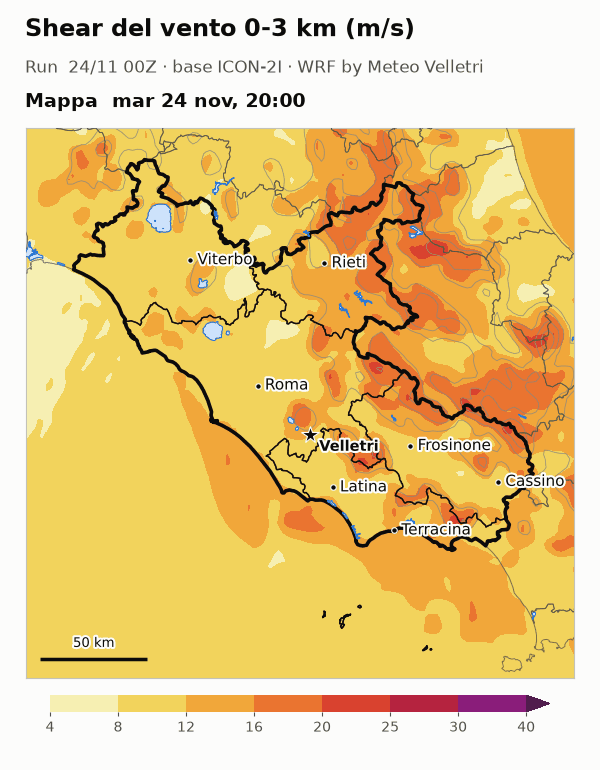 Shear del vento 0-3 km (m/s)
Run  24/11 00Z · base ICON-2I · WRF by Meteo Velletri
Mappa  mar 24 nov, 20:00
Viterbo
Rieti
Roma
Velletri
Frosinone
Latina
Cassino
Terracina
50 km
4 8 12 16 20 25 30 40